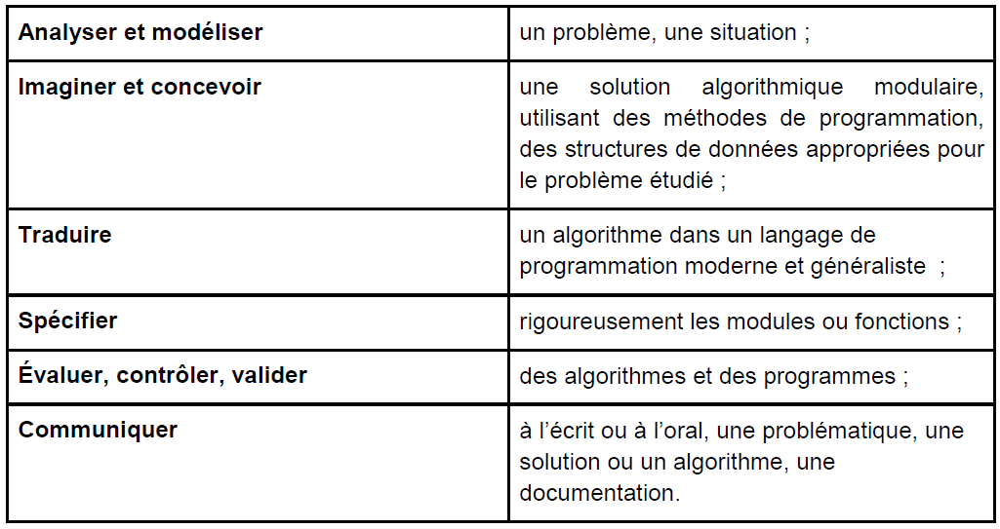 Analyser et modéliser
un problème, une situation ;
Imaginer et concevoir
une solution algorithmique modulaire,
utilisant des méthodes de programmation,
des structures de données appropriées pour
le problème étudié ;
Traduire
un algorithme dans un langage de
programmation moderne et généraliste  ;
Spécifier
rigoureusement les modules ou fonctions ;
Évaluer, contrôler, valider
des algorithmes et des programmes ;
Communiquer
à l’écrit ou à l’oral, une problématique, une
solution ou un algorithme, une
documentation.